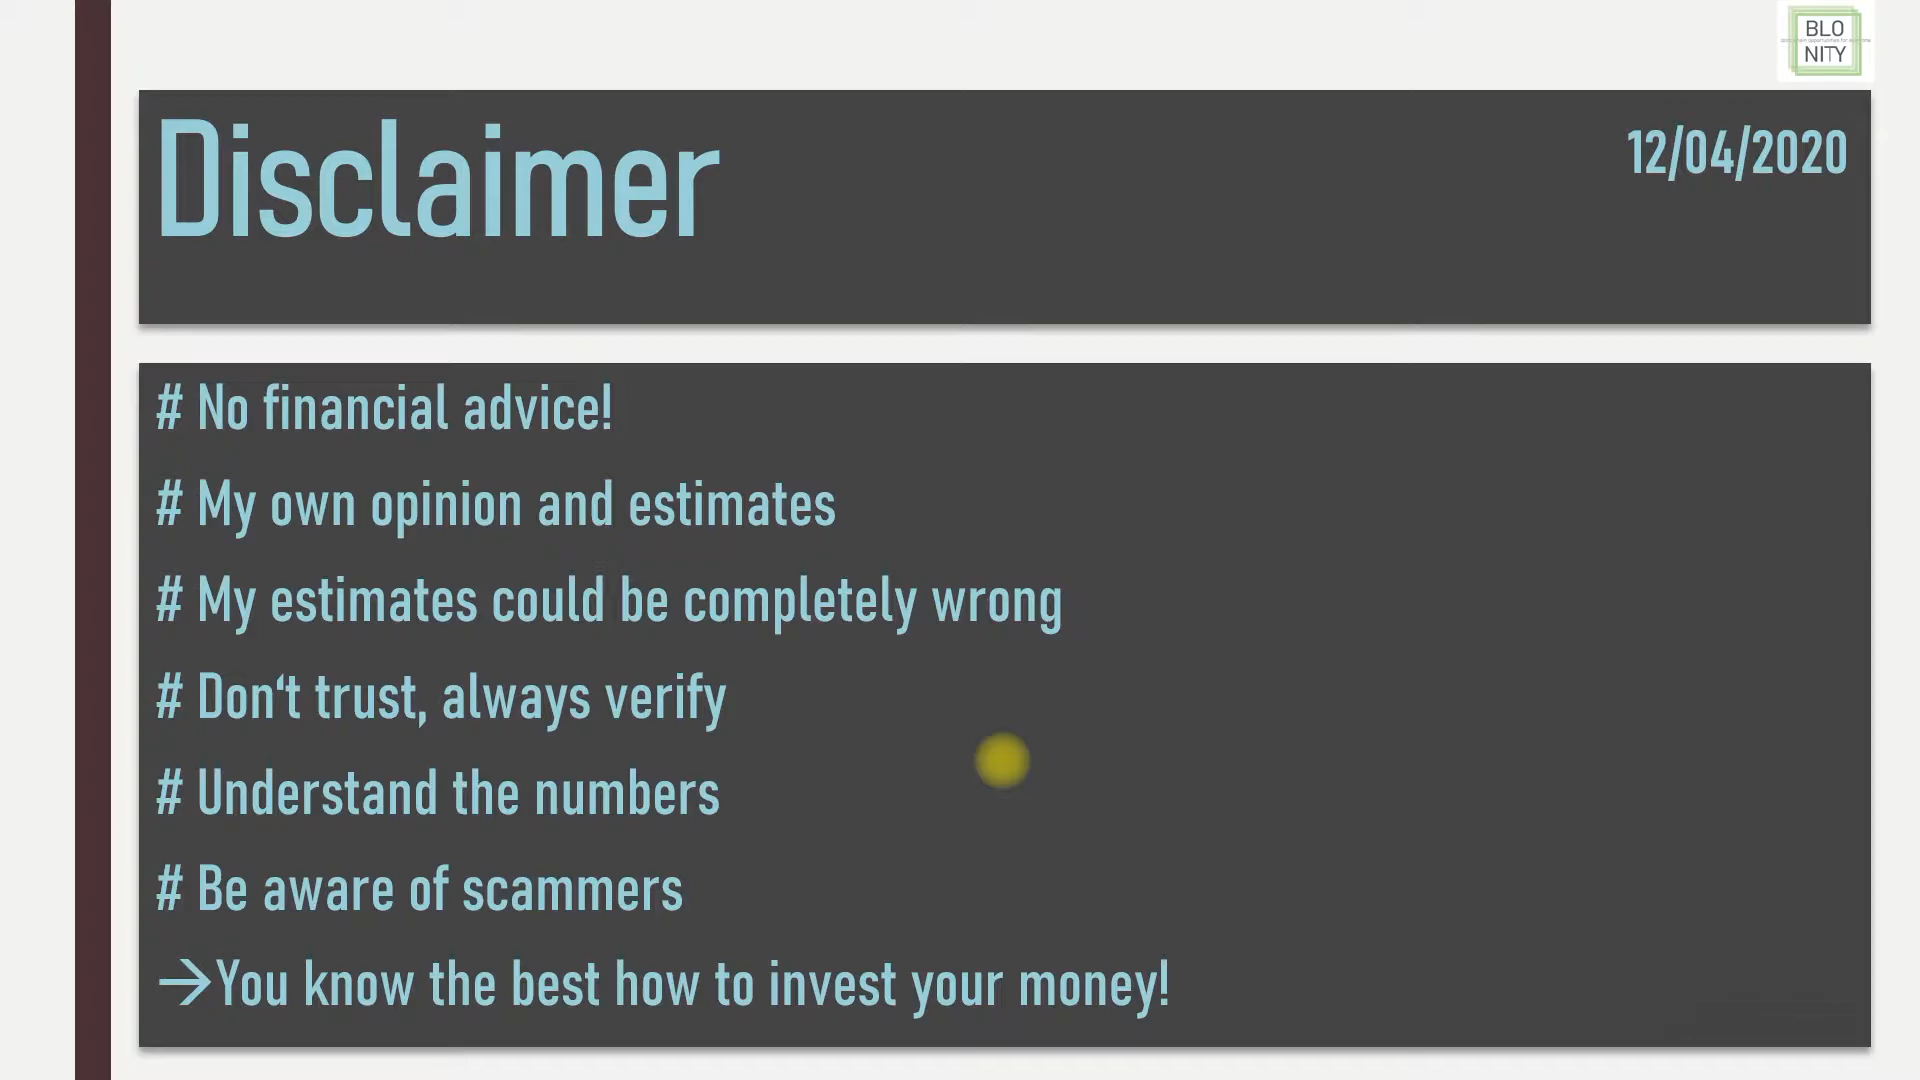 BLO
NITY
Disclaimer
12/04/2020
# No financial advice!
# My own opinion and estimates
# My estimates could be completely wrong
# Don‘t trust, always verify
# Understand the numbers
# Be aware of scammers
→You know the best how to invest your money!